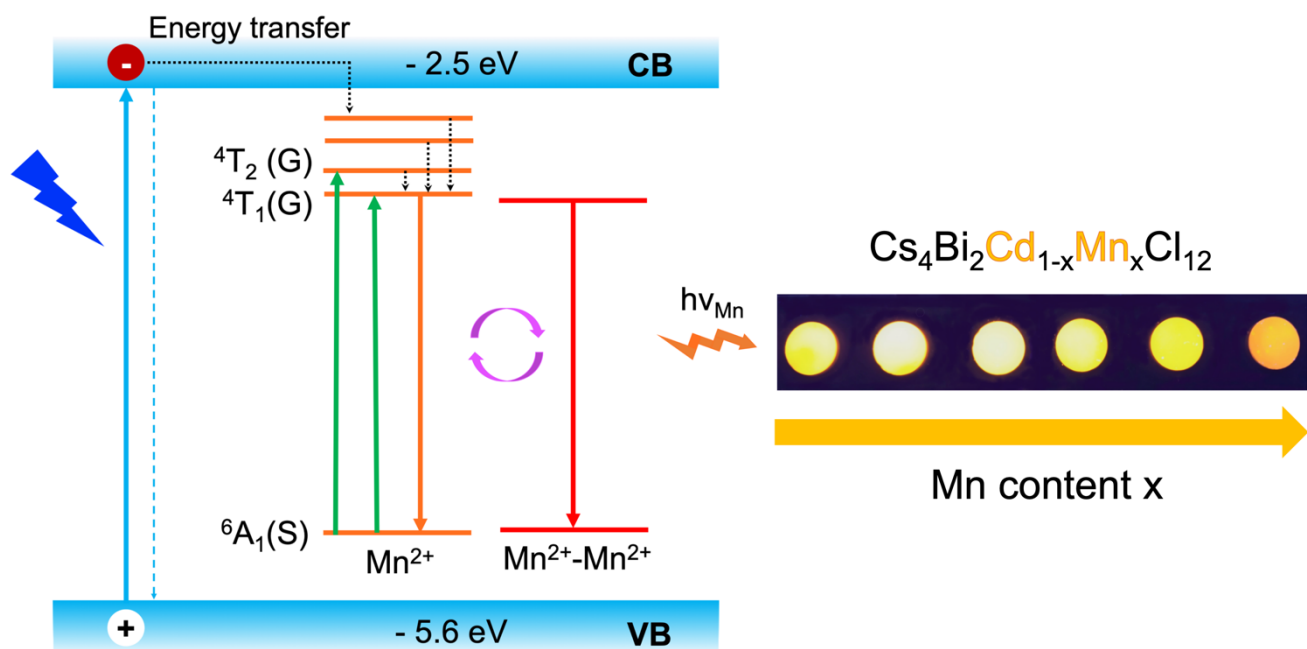 Energy transfer
-
- 2.5 eV
CB
⁴T₂ (G)
⁴T₁(G)
Cs₄Bi₂Cd₁₋ₓMnₓCl₁₂
hν_Mn
Mn content x
⁶A₁(S)
Mn²⁺
Mn²⁺-Mn²⁺
+
- 5.6 eV
VB